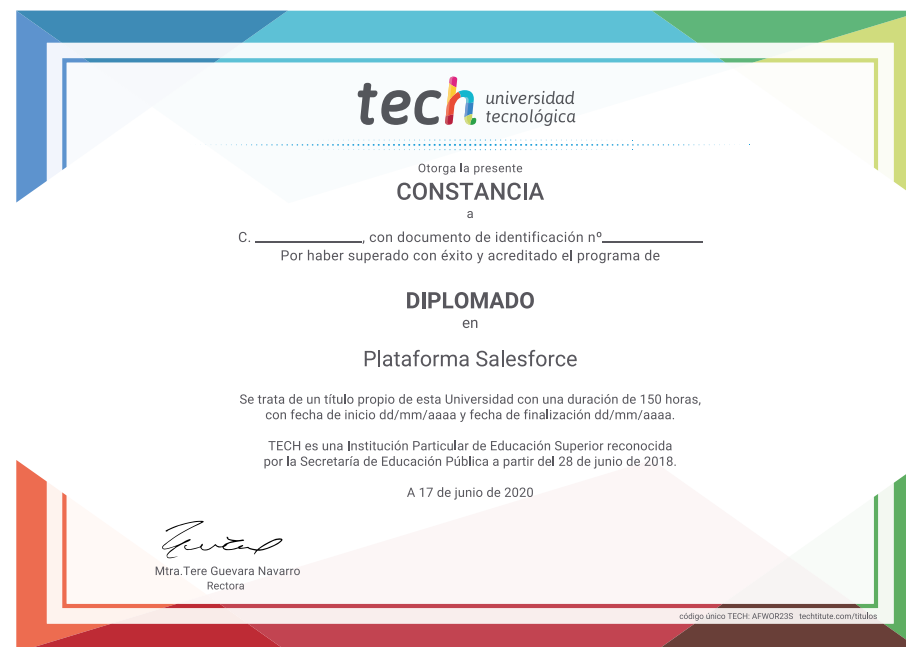 tech universidad
tecnológica
Otorga la presente
CONSTANCIA
a
C. ____________, con documento de identificación nº____________
Por haber superado con éxito y acreditado el programa de
DIPLOMADO
en
Plataforma Salesforce
Se trata de un título propio de esta Universidad con una duración de 150 horas,
con fecha de inicio dd/mm/aaaa y fecha de finalización dd/mm/aaaa.
TECH es una Institución Particular de Educación Superior reconocida
por la Secretaría de Educación Pública a partir del 28 de junio de 2018.
A 17 de junio de 2020
Mtra.Tere Guevara Navarro
Rectora
código único TECH: AFWOR23S techtitute.com/titulos